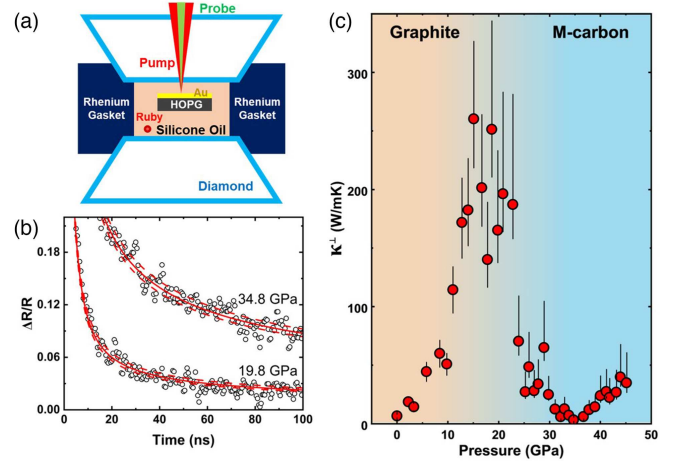 (a)
Probe
Pump
Au
HOPG
Rhenium
Gasket
Rhenium
Gasket
Ruby
Silicone Oil
Diamond
(b)
0.18
0.12
0.06
0.00
ΔR/R
34.8 GPa
19.8 GPa
0 20 40 60 80 100
Time (ns)
(c)
Graphite
M-carbon
300
200
100
0
κ⊥ (W/mK)
0 10 20 30 40 50
Pressure (GPa)